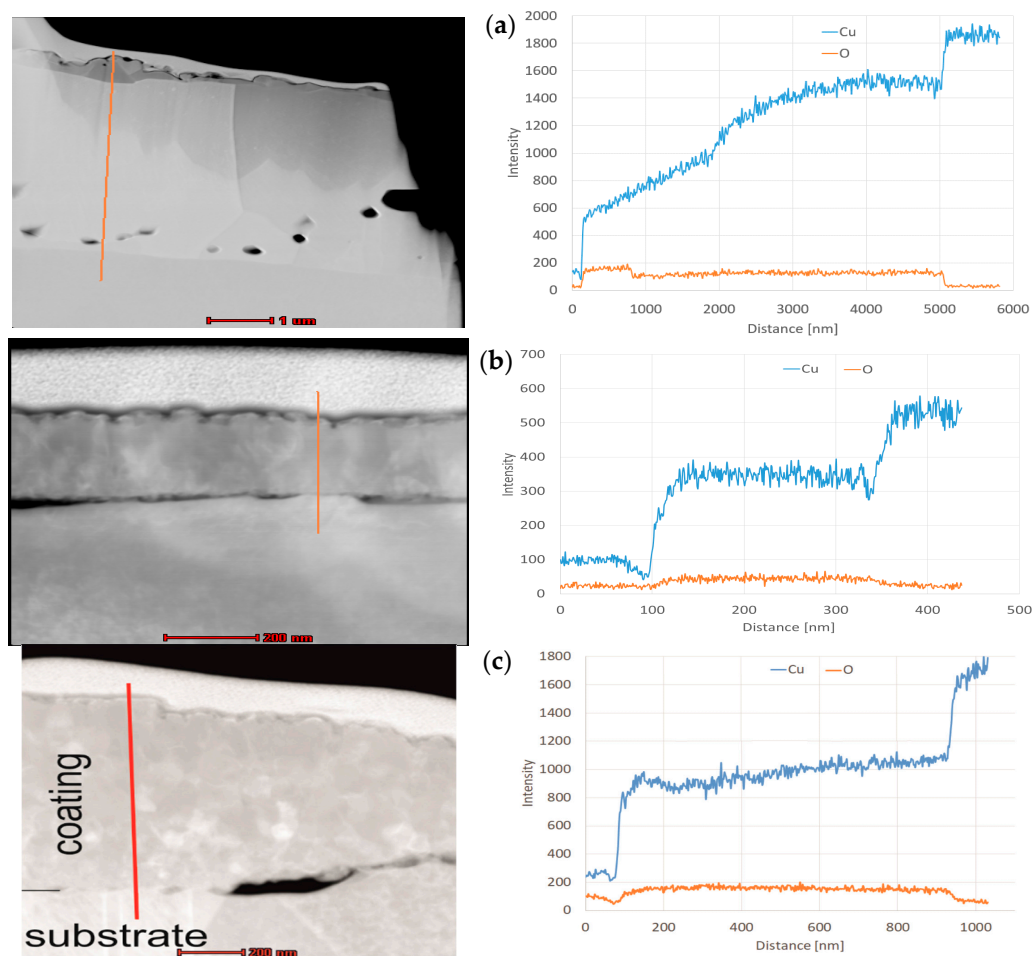 (a)
1 um
2000
1800
1600
1400
1200
1000
800
600
400
200
0
Intensity
Cu
O
0 1000 2000 3000 4000 5000 6000
Distance [nm]
(b)
200 nm
700
600
500
400
300
200
100
0
Intensity
Cu O
0 100 200 300 400 500
Distance [nm]
(c)
coating
substrate
200 nm
1800
1600
1400
1200
1000
800
600
400
200
0
Intensity
Cu O
0 200 400 600 800 1000
Distance [nm]